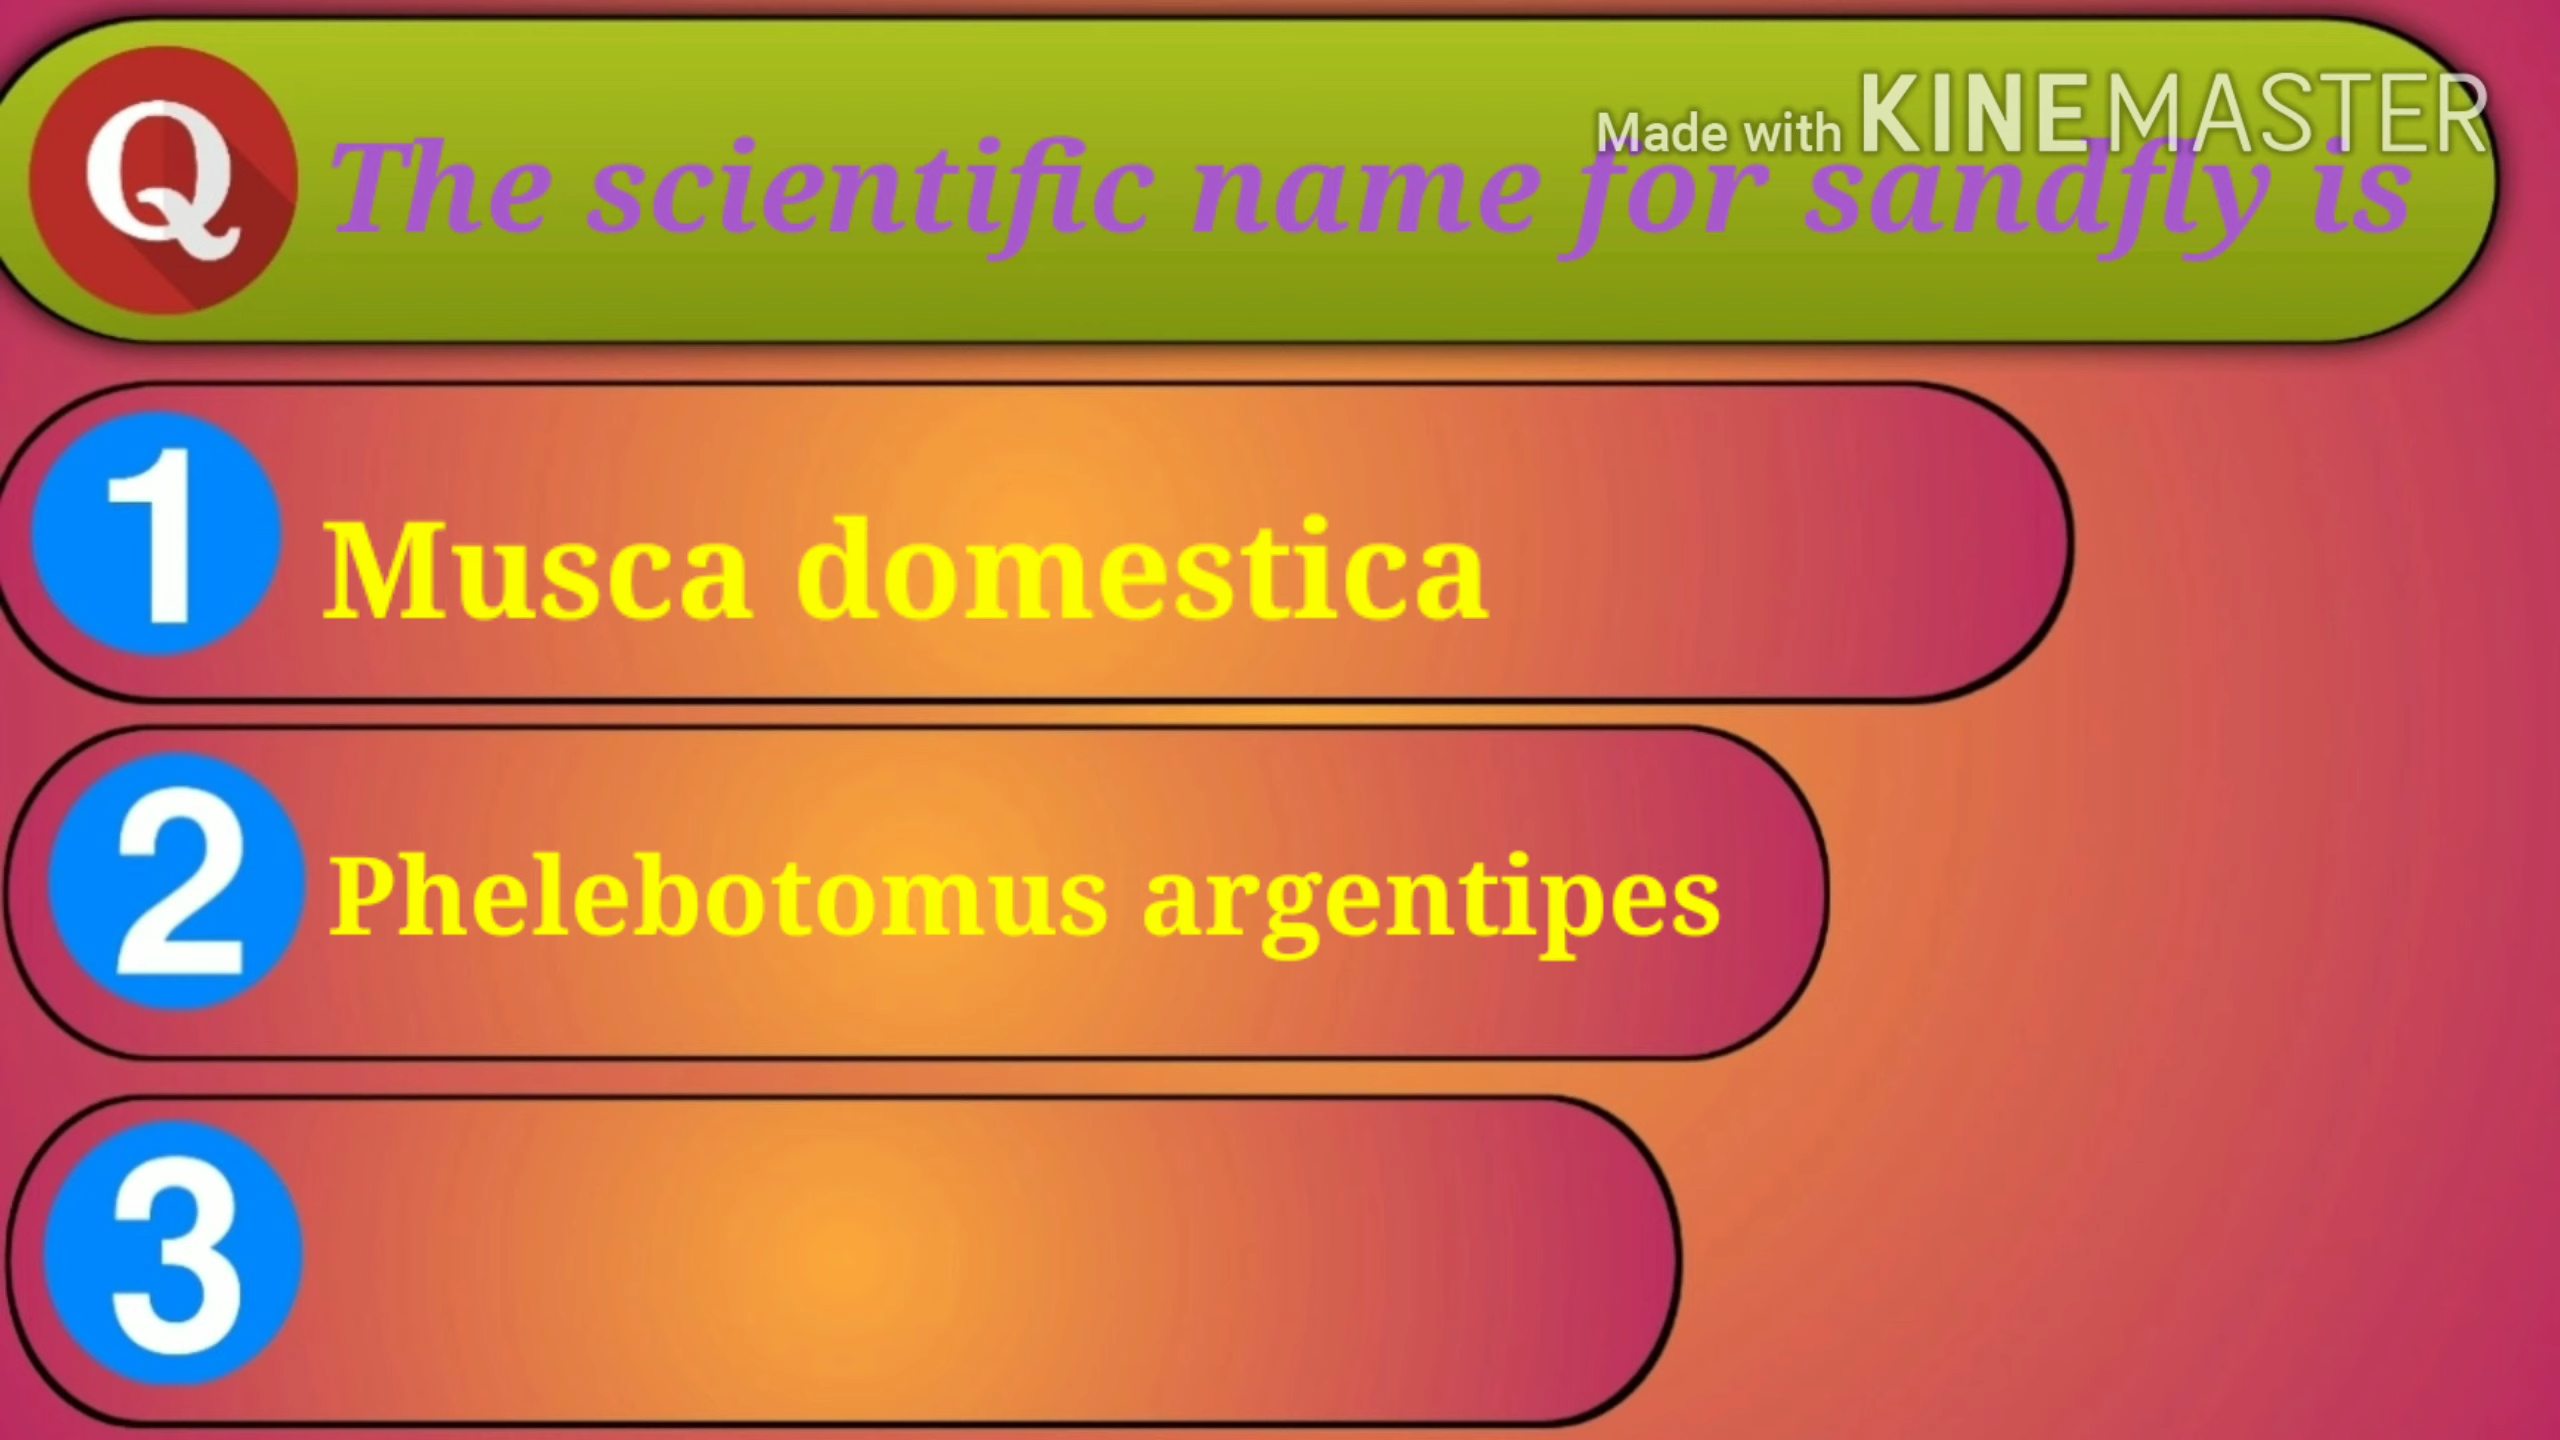 Made with KINEMASTER
Q The scientific name for sandfly is
1 Musca domestica
2 Phelebotomus argentipes
3